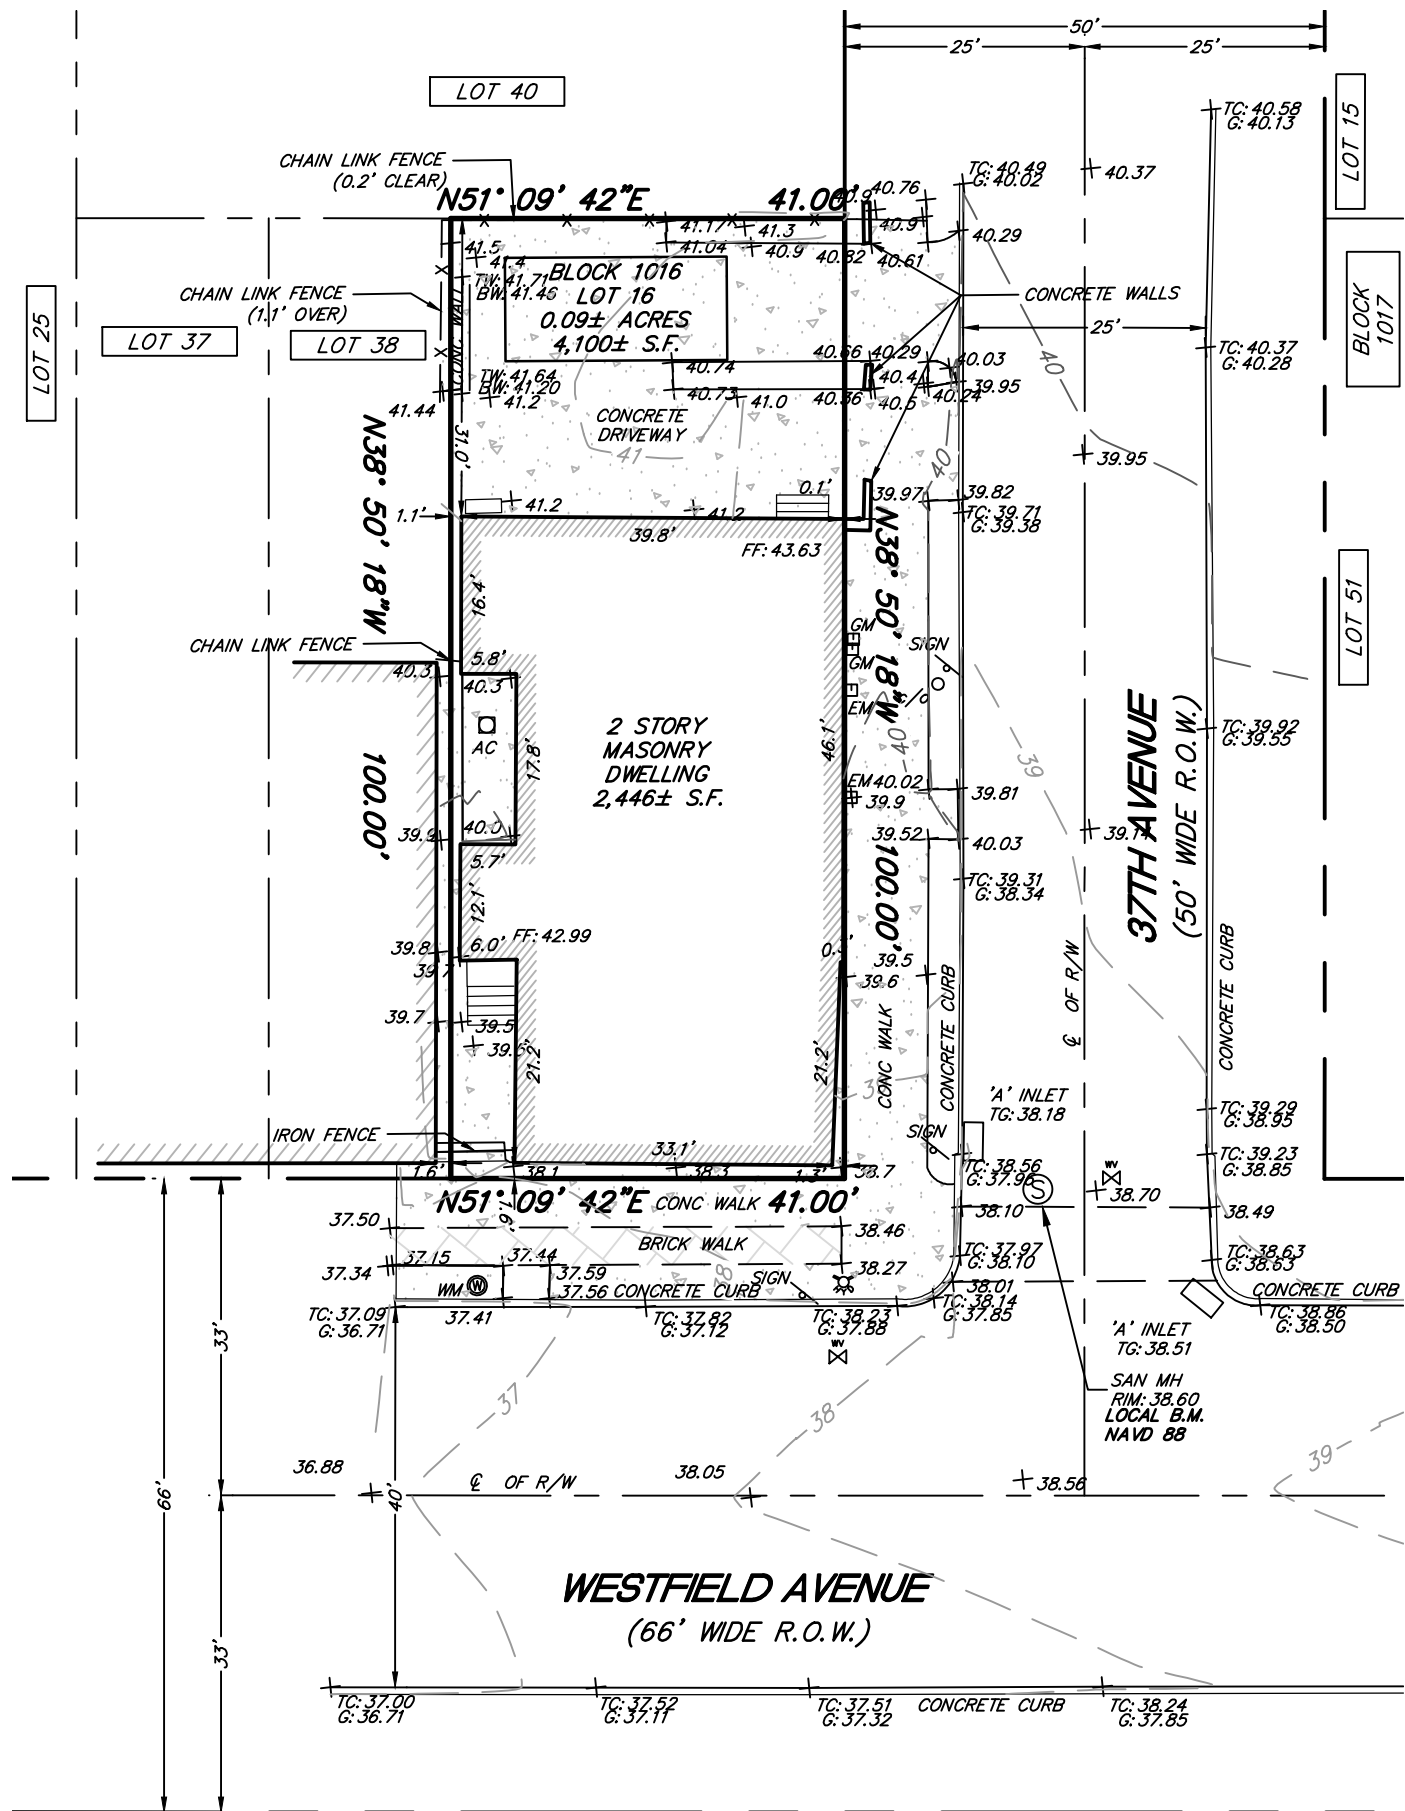 50'
25'
25'
LOT 40
LOT 15
TC: 40.58
G: 40.13
CHAIN LINK FENCE
(0.2' CLEAR)
TC: 40.49
G: 40.02
40.37
N51° 09' 42"E
41.00'
40.9
40.76
41.17
41.3
40.9
40.29
41.5
41.04
40.9
40.82
40.61
41.4
TW: 41.71
BW: 41.46
BLOCK 1016
LOT 16
0.09± ACRES
4,100± S.F.
CHAIN LINK FENCE
(1.1' OVER)
CONC WALL
CONCRETE WALLS
BLOCK
1017
LOT 25
LOT 37
LOT 38
25'
40
TC: 40.37
G: 40.28
40.66
40.29
40.03
40.74
40.4
39.95
TW: 41.64
BW: 41.20
41.2
40.73
41.0
40.36
40.5
40.24
41.44
CONCRETE
DRIVEWAY
41
31.0'
40
39.95
N38° 50' 18"W
0.1'
39.97
39.82
41.2
41.2
TC: 39.71
G: 39.38
1.1'
39.8'
FF: 43.63
N38° 50' 18"W
16.4'
LOT 51
GM
SIGN
CHAIN LINK FENCE
5.8'
GM
40.3
40.3
C/O
EM
2 STORY
MASONRY
DWELLING
2,446± S.F.
AC
17.8'
46.1'
40
39
TC: 39.92
G: 39.55
37TH AVENUE
(50' WIDE R.O.W.)
100.00'
EM
40.02
39.9
39.81
39.9
40.0
39.52
40.03
39.14
5.7'
100.00'
TC: 39.31
G: 38.34
12.1'
FF: 42.99
0.3'
39.8
6.0'
39.7
39.5
39.6
CONCRETE CURB
CONCRETE CURB
℄ OF R/W
39.7
39.5
39.5
CONC WALK
21.2'
21.2'
'A' INLET
TG: 38.18
TC: 39.29
G: 38.95
IRON FENCE
SIGN
33.1'
1.6'
38.1
38.3
1.3'
38.7
TC: 38.56
G: 37.96
TC: 39.23
G: 38.85
WV
38.70
S
N51° 09' 42"E
CONC WALK
41.00'
1.6'
37.50
38.46
38.10
38.49
BRICK WALK
37.15
37.44
37.34
37.59
38
38.27
TC: 37.97
G: 38.10
TC: 38.63
G: 38.63
WM
W
37.56
CONCRETE CURB
SIGN
38.01
CONCRETE CURB
TC: 37.09
G: 36.71
37.41
TC: 37.82
G: 37.12
TC: 38.23
G: 37.88
TC: 38.14
G: 37.85
TC: 38.86
G: 38.50
WV
'A' INLET
TG: 38.51
33'
37
38
SAN MH
RIM: 38.60
LOCAL B.M.
NAVD 88
39
36.88
℄ OF R/W
38.05
38.56
66'
40'
WESTFIELD AVENUE
(66' WIDE R.O.W.)
33'
TC: 37.00
G: 36.71
TC: 37.52
G: 37.11
TC: 37.51
G: 37.32
CONCRETE CURB
TC: 38.24
G: 37.85